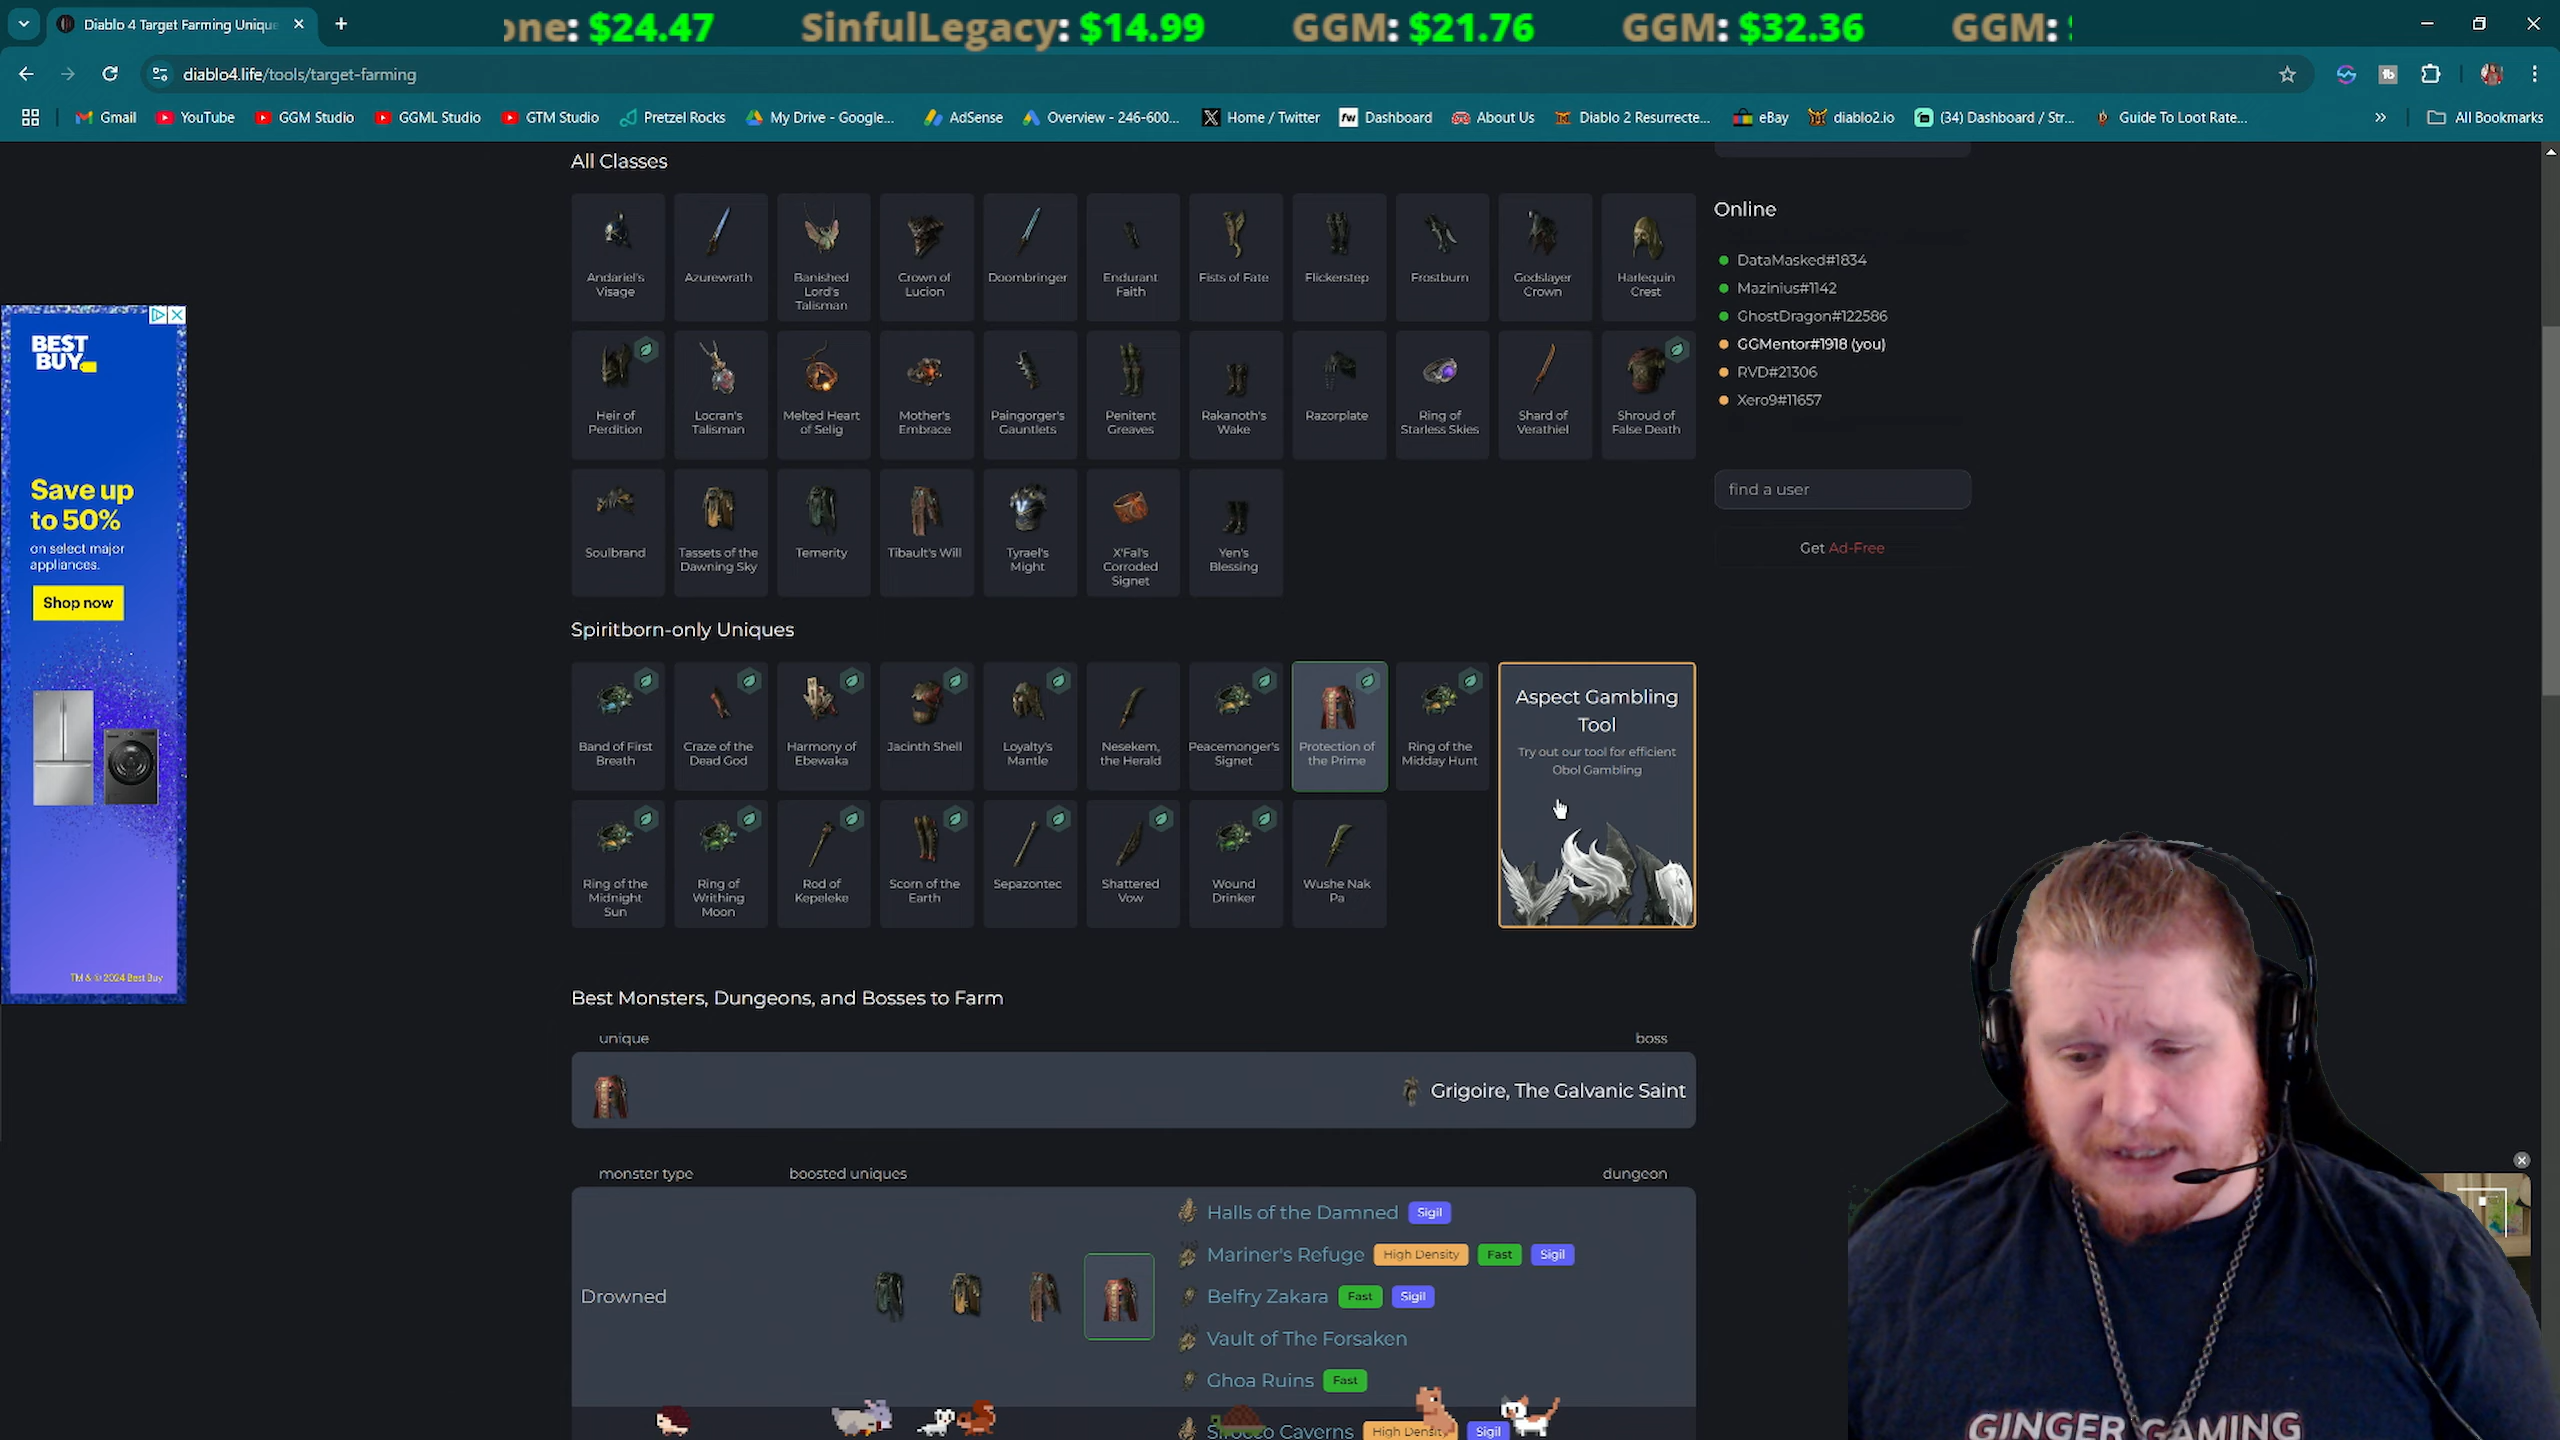 Diablo 4 Target Farming Unique
one: $24.47 SinfulLegacy: $14.99 GGM: $21.76 GGM: $32.36 GGM:
diablo4.life/tools/target-farming
Gmail YouTube GGM Studio GGML Studio GTM Studio Pretzel Rocks My Drive - Google... AdSense Overview - 246-600... Home / Twitter Dashboard About Us Diablo 2 Resurrecte... eBay diablo2.io (34) Dashboard / Str... Guide To Loot Rate... » All Bookmarks
All Classes
Andariel's Visage
Azurewrath
Banished Lord's Talisman
Crown of Lucion
Doombringer
Endurant Faith
Fists of Fate
Flickerstep
Frostburn
Godslayer Crown
Harlequin Crest
Heir of Perdition
Locran's Talisman
Melted Heart of Selig
Mother's Embrace
Paingorger's Gauntlets
Penitent Greaves
Rakanoth's Wake
Razorplate
Ring of Starless Skies
Shard of Verathiel
Shroud of False Death
Soulbrand
Tassets of the Dawning Sky
Temerity
Tibault's Will
Tyrael's Might
X'Fal's Corroded Signet
Yen's Blessing
Spiritborn-only Uniques
Band of First Breath
Craze of the Dead God
Harmony of Ebewaka
Jacinth Shell
Loyalty's Mantle
Nesekem, the Herald
Peacemonger's Signet
Protection of the Prime
Ring of the Midday Hunt
Ring of the Midnight Sun
Ring of Writhing Moon
Rod of Kepeleke
Scorn of the Earth
Sepazontec
Shattered Vow
Wound Drinker
Wushe Nak Pa
Aspect Gambling
Tool
Try out our tool for efficient
Obol Gambling
Best Monsters, Dungeons, and Bosses to Farm
unique boss
Grigoire, The Galvanic Saint
monster type boosted uniques dungeon
Drowned
Halls of the Damned Sigil
Mariner's Refuge High Density Fast Sigil
Belfry Zakara Fast Sigil
Vault of The Forsaken
Ghoa Ruins Fast
Sirocco Caverns High Density Sigil
Online
DataMasked#1834
Mazinius#1142
GhostDragon#122586
GGMentor#1918 (you)
RVD#21306
Xero9#11657
find a user
Get Ad-Free
BEST
BUY
Save up
to 50%
on select major
appliances.
Shop now
TM & © 2024 Best Buy
GINGER GAMING